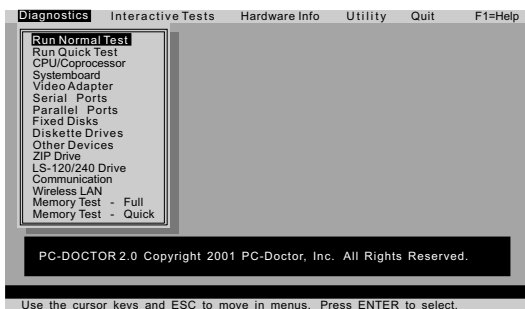 Diagnostics Interactive Tests Hardware Info Utility Quit F1=Help
Run Normal Test
Run Quick Test
CPU/Coprocessor
Systemboard
Video Adapter
Serial Ports
Parallel Ports
Fixed Disks
Diskette Drives
Other Devices
ZIP Drive
LS-120/240 Drive
Communication
Wireless LAN
Memory Test - Full
Memory Test - Quick
PC-DOCTOR 2.0 Copyright 2001 PC-Doctor, Inc. All Rights Reserved.
Use the cursor keys and ESC to move in menus. Press ENTER to select.